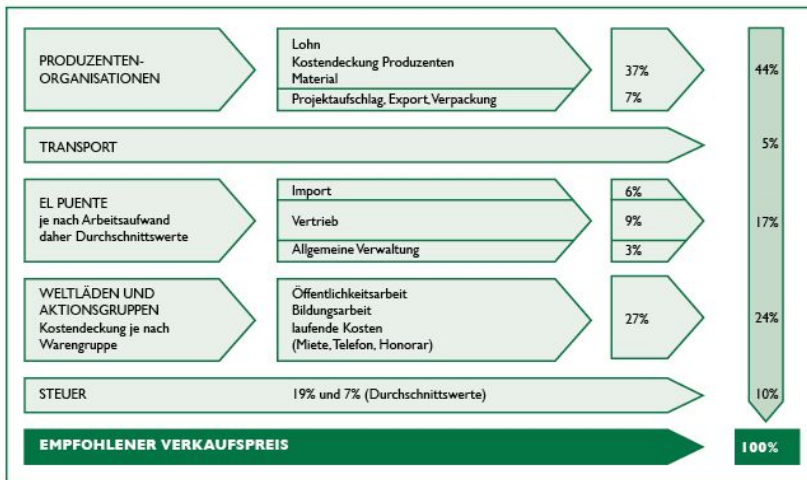 PRODUZENTEN-
ORGANISATIONEN
Lohn
Kostendeckung Produzenten
Material
37%
Projektaufschlag, Export, Verpackung
7%
44%
TRANSPORT
5%
EL PUENTE
je nach Arbeitsaufwand
daher Durchschnittswerte
Import
6%
Vertrieb
9%
Allgemeine Verwaltung
3%
17%
WELTLÄDEN UND
AKTIONSGRUPPEN
Kostendeckung je nach
Warengruppe
Öffentlichkeitsarbeit
Bildungsarbeit
laufende Kosten
(Miete, Telefon, Honorar)
27%
24%
STEUER
19% und 7% (Durchschnittswerte)
10%
EMPFOHLENER VERKAUFSPREIS
100%